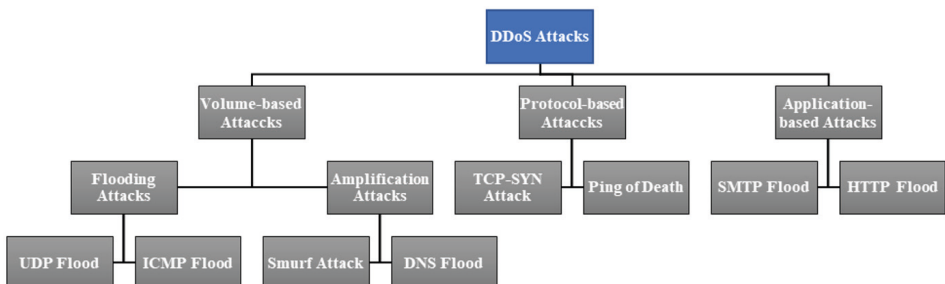 DDoS Attacks
Volume-based
Attaccks
Protocol-based
Attaccks
Application-
based Attacks
Flooding
Attacks
Amplification
Attacks
TCP-SYN
Attack
Ping of Death
SMTP Flood
HTTP Flood
UDP Flood
ICMP Flood
Smurf Attack
DNS Flood